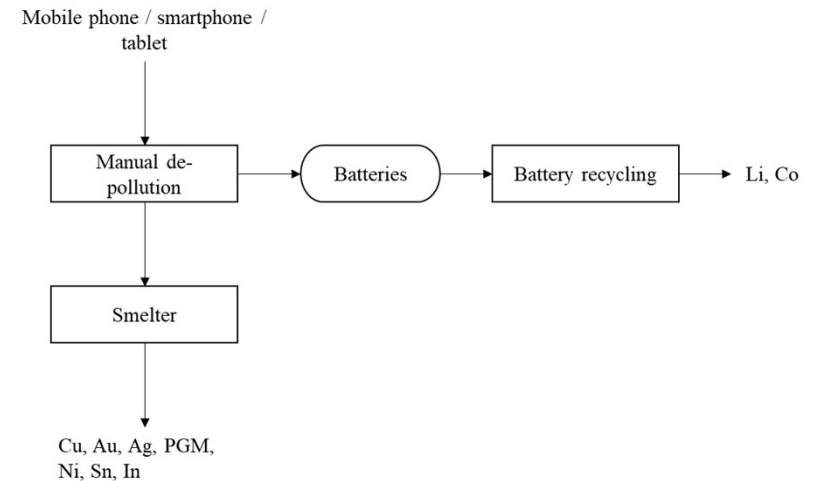 Mobile phone / smartphone /
tablet
Manual de-
pollution
Batteries
Battery recycling
Li, Co
Smelter
Cu, Au, Ag, PGM,
Ni, Sn, In